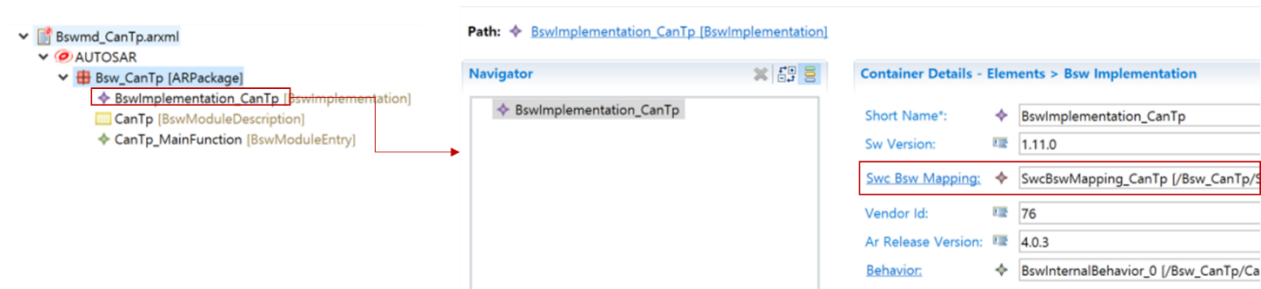 Bswmd_CanTp.arxml
AUTOSAR
Bsw_CanTp [ARPackage]
BswImplementation_CanTp [BswImplementation]
CanTp [BswModuleDescription]
CanTp_MainFunction [BswModuleEntry]
Path: BswImplementation_CanTp [BswImplementation]
Navigator
BswImplementation_CanTp
Container Details - Elements > Bsw Implementation
Short Name*: BswImplementation_CanTp
Sw Version: 1.11.0
Swc Bsw Mapping: SwcBswMapping_CanTp [/Bsw_CanTp/S
Vendor Id: 76
Ar Release Version: 4.0.3
Behavior: BswInternalBehavior_0 [/Bsw_CanTp/Ca